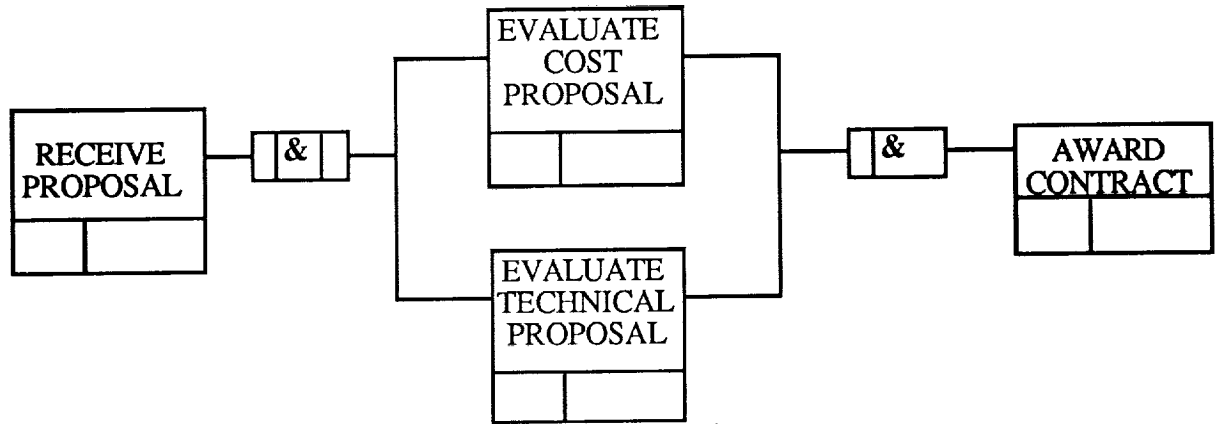 RECEIVE
PROPOSAL
&
EVALUATE
COST
PROPOSAL
EVALUATE
TECHNICAL
PROPOSAL
&
AWARD
CONTRACT